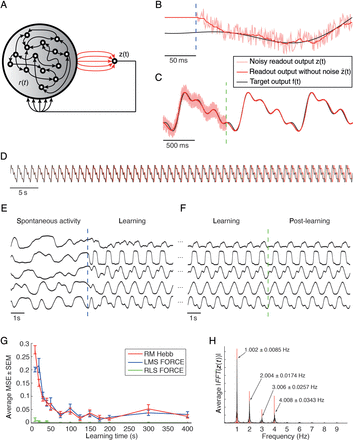 A
z(t)
r(t)
B
50 ms
Noisy readout output z(t)
Readout output without noise ẑ(t)
Target output f(t)
C
500 ms
D
5 s
E
Spontaneous activity
Learning
1s
F
Learning
Post-learning
1s
G
Average MSE ± SEM
0.3
0.2
0.1
0
0
100
200
300
400
Learning time (s)
RM Hebb
LMS FORCE
RLS FORCE
H
Average |FFT(z(t))|
1.002 ± 0.0085 Hz
2.004 ± 0.0174 Hz
3.006 ± 0.0257 Hz
4.008 ± 0.0343 Hz
0 1 2 3 4 5 6 7 8 9
Frequency (Hz)